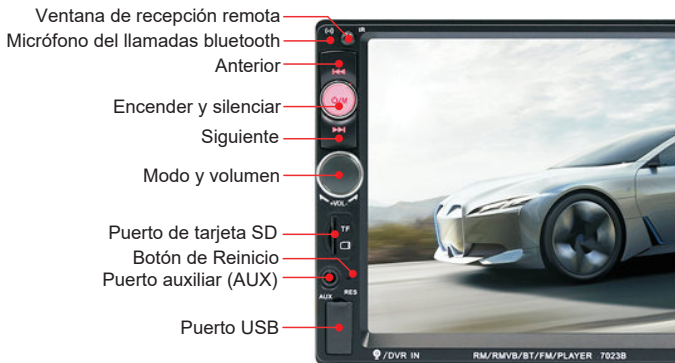 Ventana de recepción remota
IR
Micrófono del llamadas bluetooth
Anterior
Encender y silenciar
/M
Siguiente
Modo y volumen
+VOL-
Puerto de tarjeta SD
TF
Botón de Reinicio
Puerto auxiliar (AUX)
AUX
RES
Puerto USB
/DVR IN
RM/RMVB/BT/FM/PLAYER 7023B